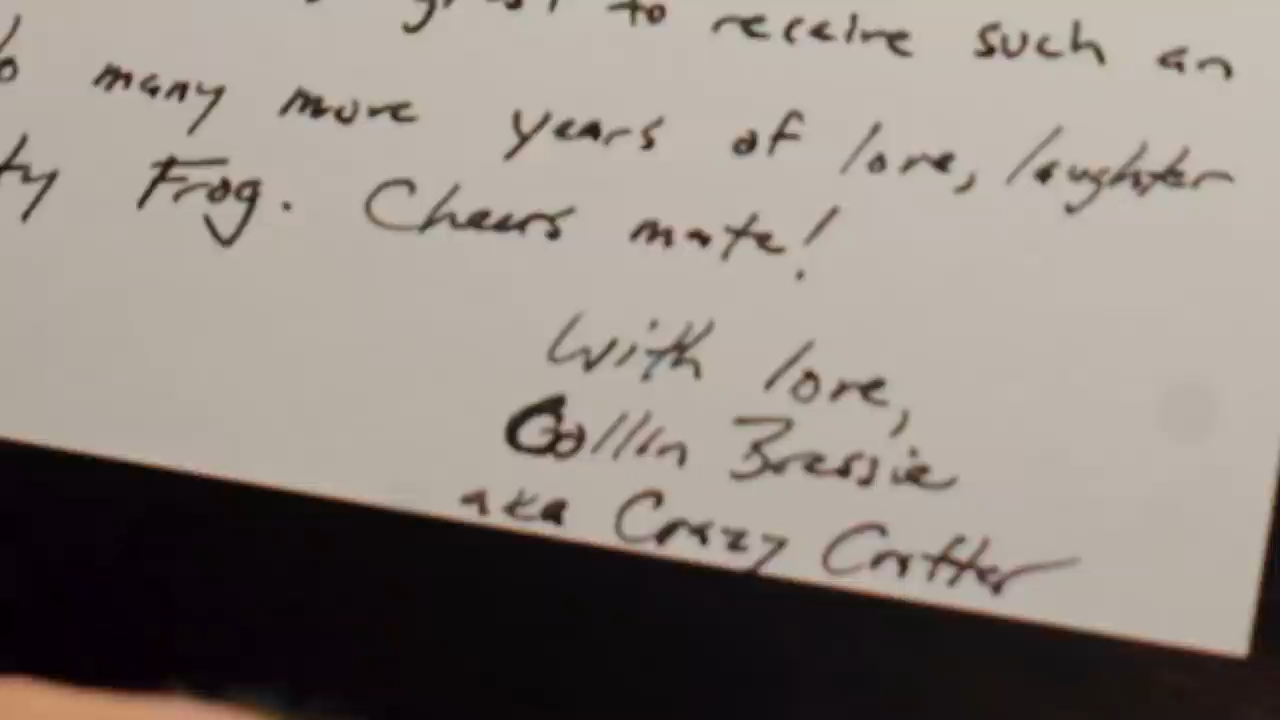 to receive such an
many more years of love, laughter
ty Frog. Cheers mate!
With love,
Collin Bressie
aka Crazy Critter